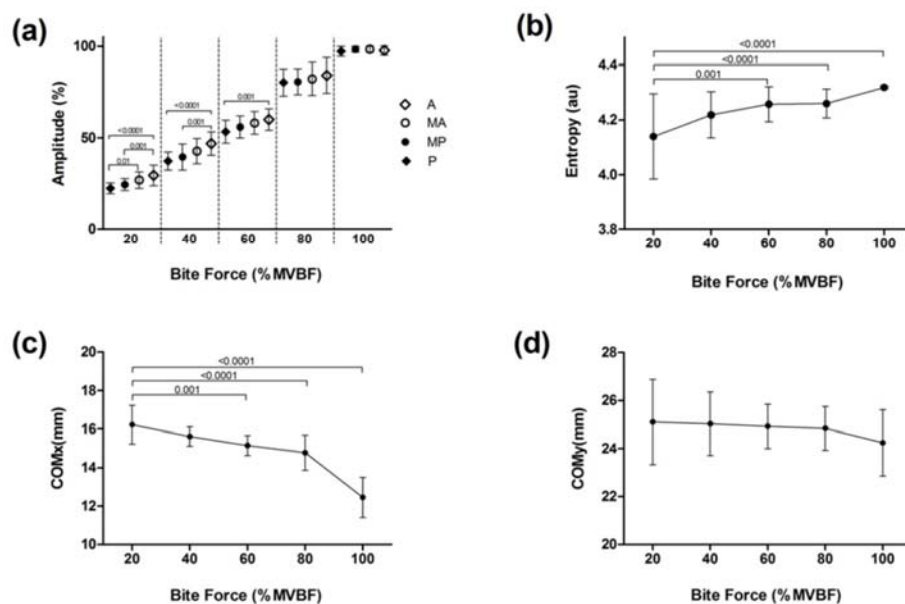 (a)
100
50
0
Amplitude (%)
<0.0001
0.001
0.01
<0.0001
0.001
0.001
20 40 60 80 100
Bite Force (%MVBF)
A
MA
MP
P
(b)
4.4
4.2
4.0
3.8
Entropy (au)
<0.0001
<0.0001
0.001
20 40 60 80 100
Bite Force (%MVBF)
(c)
20
18
16
14
12
10
COMx(mm)
<0.0001
<0.0001
0.001
20 40 60 80 100
Bite Force (%MVBF)
(d)
28
26
24
22
20
COMy(mm)
20 40 60 80 100
Bite Force (%MVBF)